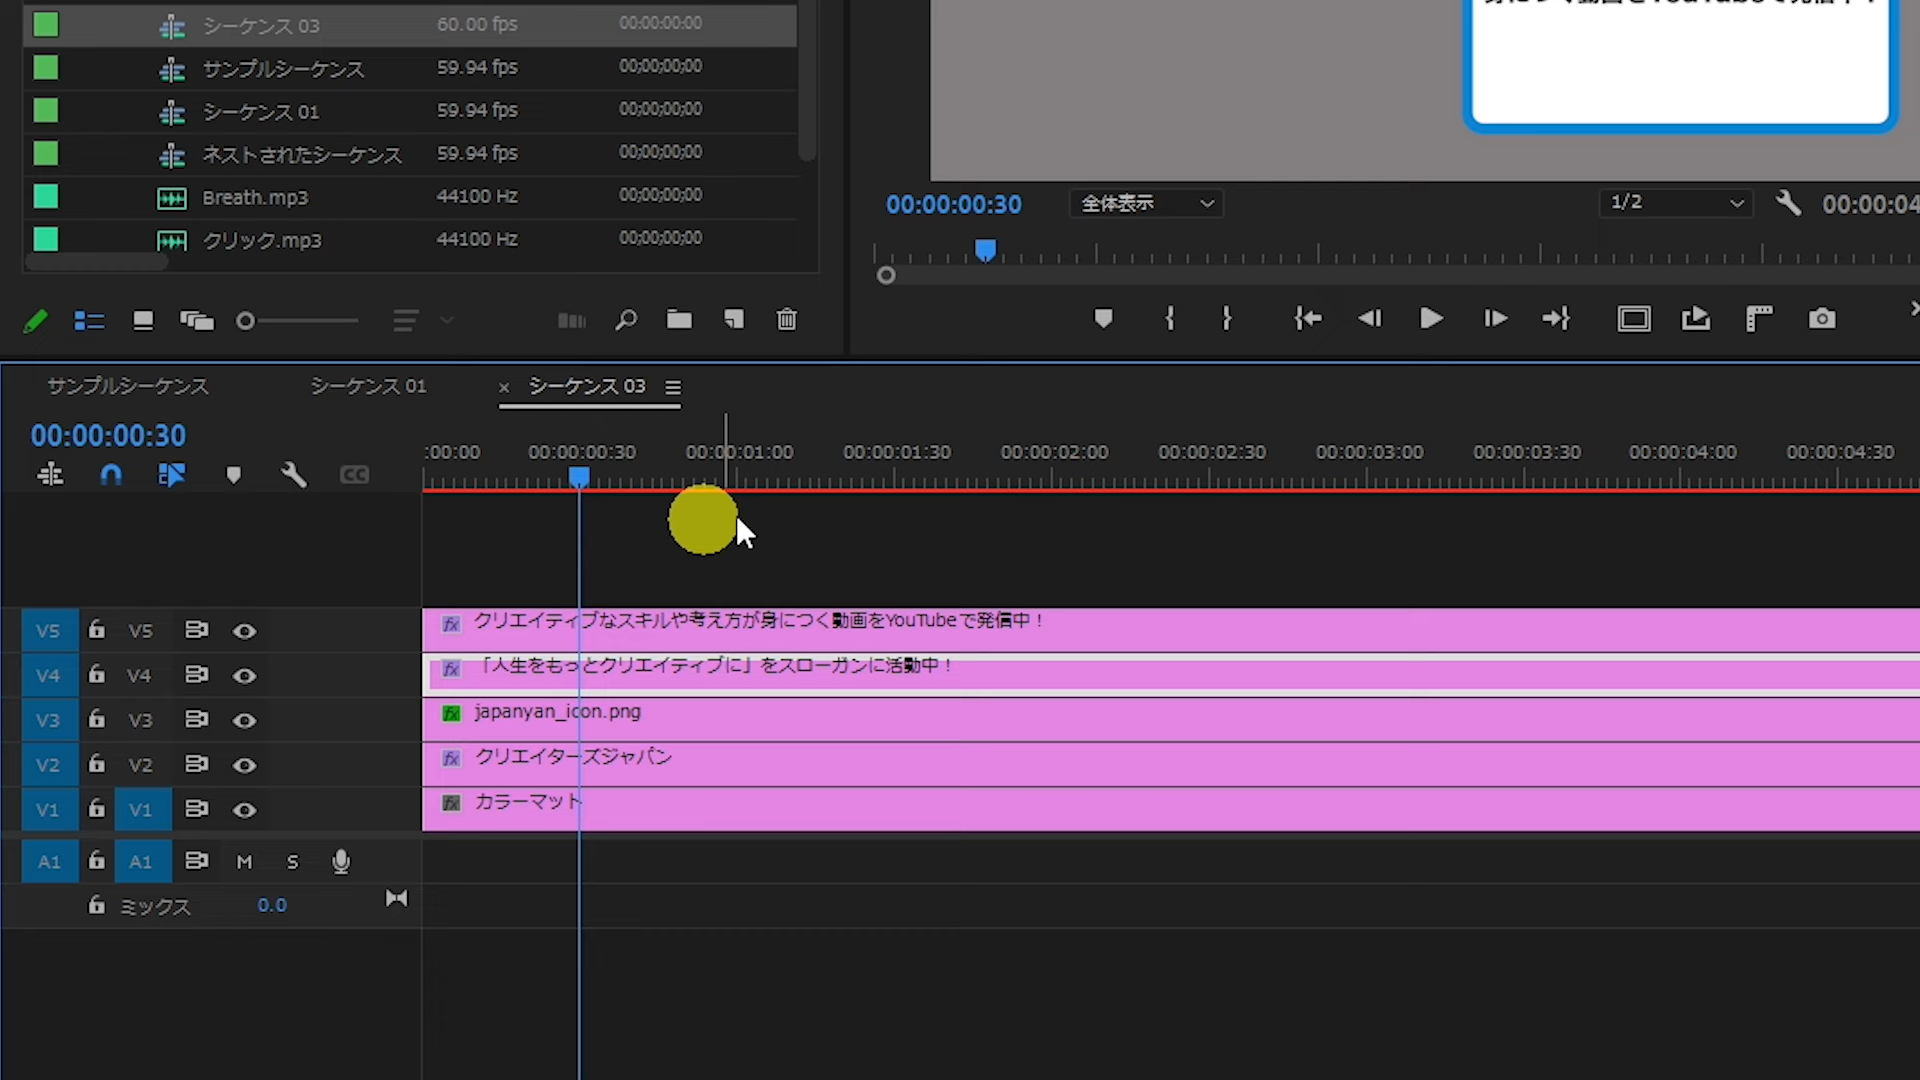 シーケンス 03 60.00 fps 00:00:00:00
サンプルシーケンス 59.94 fps 00;00;00;00
シーケンス 01 59.94 fps 00;00;00;00
ネストされたシーケンス 59.94 fps 00;00;00;00
Breath.mp3 44100 Hz 00;00;00;00
クリック.mp3 44100 Hz 00;00;00;00
00:00:00:30 全体表示 1/2 00:00:04
サンプルシーケンス シーケンス 01 × シーケンス 03
00:00:00:30
:00:00 00:00:00:30 00:00:01:00 00:00:01:30 00:00:02:00 00:00:02:30 00:00:03:00 00:00:03:30 00:00:04:00 00:00:04:30
CC
V5 V5 fx クリエイティブなスキルや考え方が身につく動画をYouTubeで発信中！
V4 V4 fx 「人生をもっとクリエイティブに」をスローガンに活動中！
V3 V3 fx japanyan_icon.png
V2 V2 fx クリエイターズジャパン
V1 V1 fx カラーマット
A1 A1 M S
ミックス 0.0